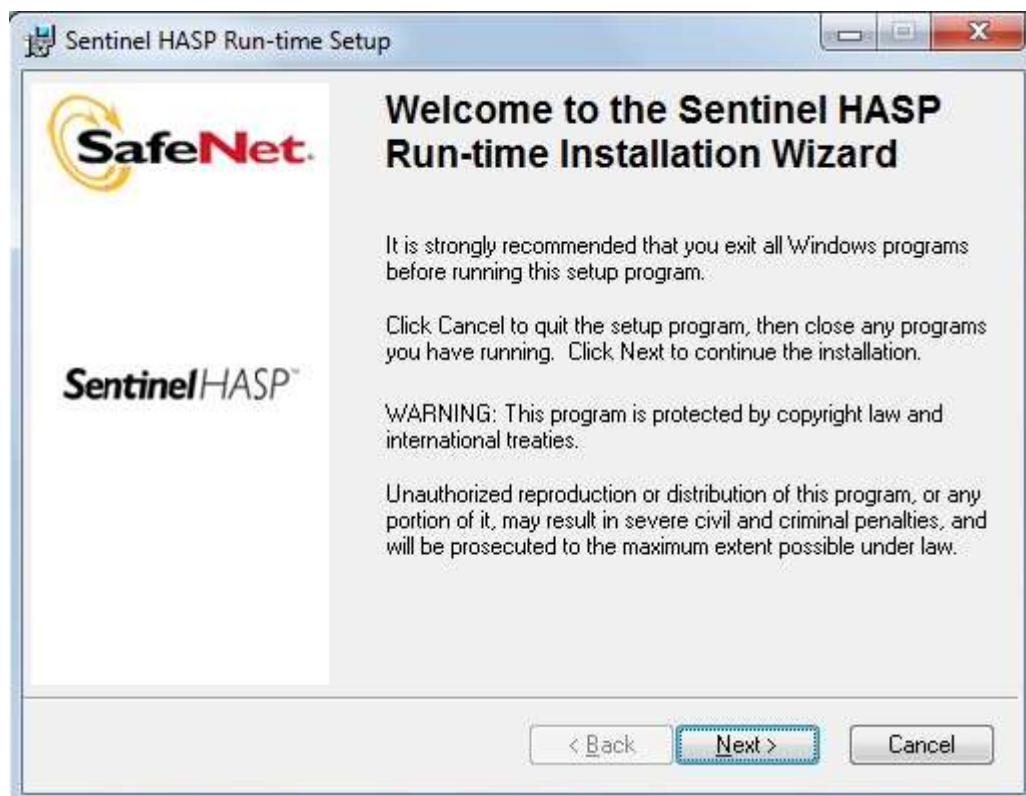 Sentinel HASP Run-time Setup
SafeNet.
Sentinel HASP™
Welcome to the Sentinel HASP
Run-time Installation Wizard
It is strongly recommended that you exit all Windows programs
before running this setup program.
Click Cancel to quit the setup program, then close any programs
you have running.  Click Next to continue the installation.
WARNING: This program is protected by copyright law and
international treaties.
Unauthorized reproduction or distribution of this program, or any
portion of it, may result in severe civil and criminal penalties, and
will be prosecuted to the maximum extent possible under law.
< Back
Next >
Cancel